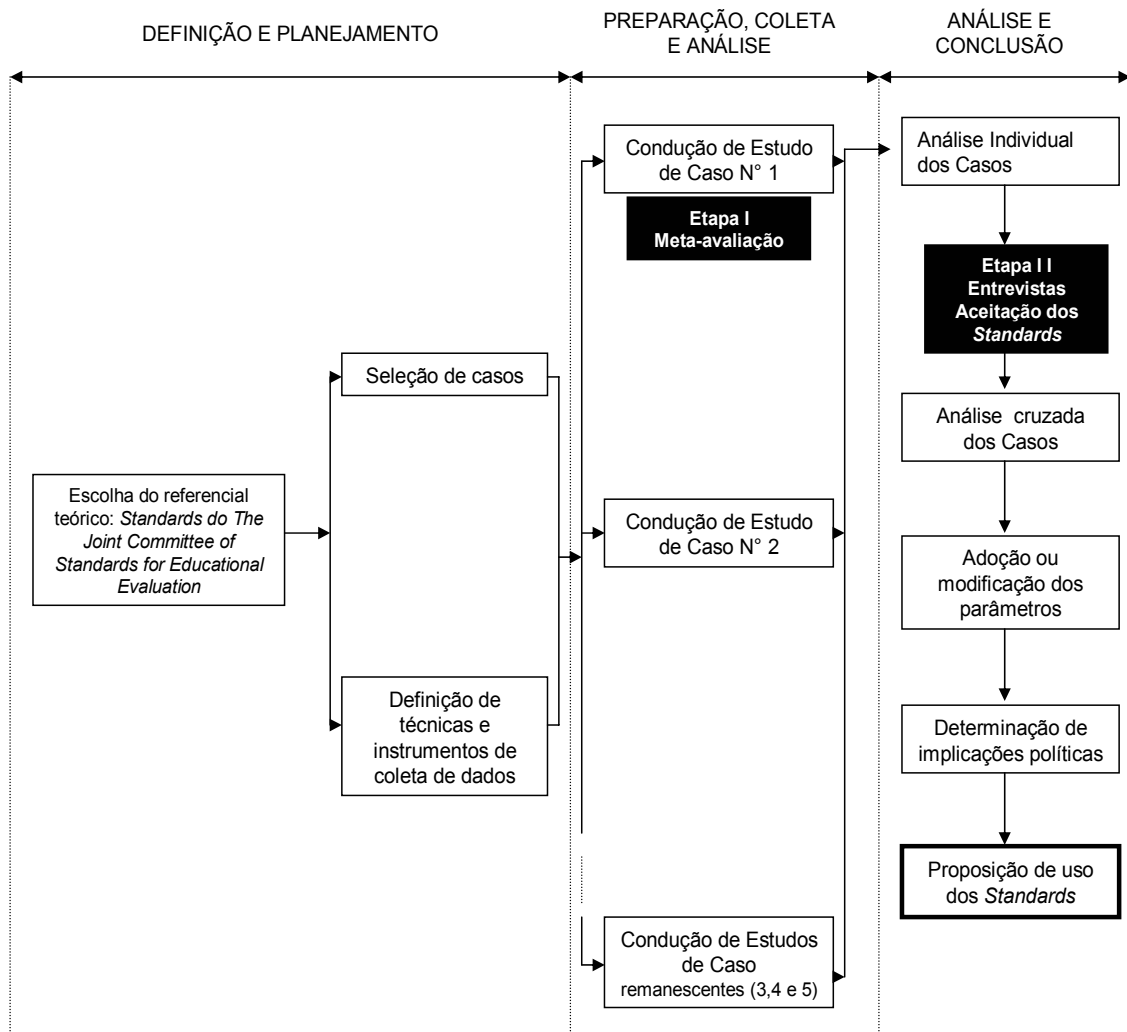 DEFINIÇÃO E PLANEJAMENTO
PREPARAÇÃO, COLETA
E ANÁLISE
ANÁLISE E
CONCLUSÃO
Escolha do referencial
teórico: Standards do The
Joint Committee of
Standards for Educational
Evaluation
Seleção de casos
Definição de
técnicas e
instrumentos de
coleta de dados
Condução de Estudo
de Caso N° 1
Etapa I
Meta-avaliação
Condução de Estudo
de Caso N° 2
Condução de Estudos
de Caso
remanescentes (3,4 e 5)
Análise Individual
dos Casos
Etapa I I
Entrevistas
Aceitação dos
Standards
Análise cruzada
dos Casos
Adoção ou
modificação dos
parâmetros
Determinação de
implicações políticas
Proposição de uso
dos Standards